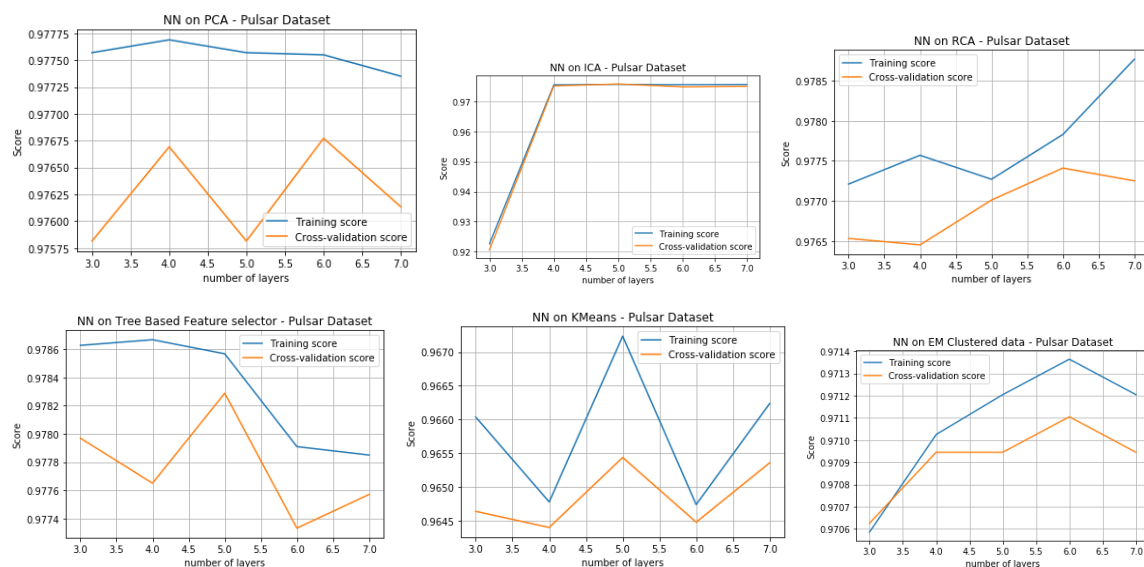 NN on PCA - Pulsar Dataset
0.97775
0.97750
0.97725
0.97700
0.97675
0.97650
0.97625
0.97600
0.97575
Score
Training score
Cross-validation score
3.0 3.5 4.0 4.5 5.0 5.5 6.0 6.5 7.0
number of layers
NN on ICA - Pulsar Dataset
0.97
0.96
0.95
0.94
0.93
0.92
Score
Training score
Cross-validation score
3.0 3.5 4.0 4.5 5.0 5.5 6.0 6.5 7.0
number of layers
NN on RCA - Pulsar Dataset
Training score
Cross-validation score
0.9785
0.9780
0.9775
0.9770
0.9765
Score
3.0 3.5 4.0 4.5 5.0 5.5 6.0 6.5 7.0
number of layers
NN on Tree Based Feature selector - Pulsar Dataset
Training score
Cross-validation score
0.9786
0.9784
0.9782
0.9780
0.9778
0.9776
0.9774
Score
3.0 3.5 4.0 4.5 5.0 5.5 6.0 6.5 7.0
number of layers
NN on KMeans - Pulsar Dataset
Training score
Cross-validation score
0.9670
0.9665
0.9660
0.9655
0.9650
0.9645
Score
3.0 3.5 4.0 4.5 5.0 5.5 6.0 6.5 7.0
number of layers
NN on EM Clustered data - Pulsar Dataset
Training score
Cross-validation score
0.9714
0.9713
0.9712
0.9711
0.9710
0.9709
0.9708
0.9707
0.9706
Score
3.0 3.5 4.0 4.5 5.0 5.5 6.0 6.5 7.0
number of layers